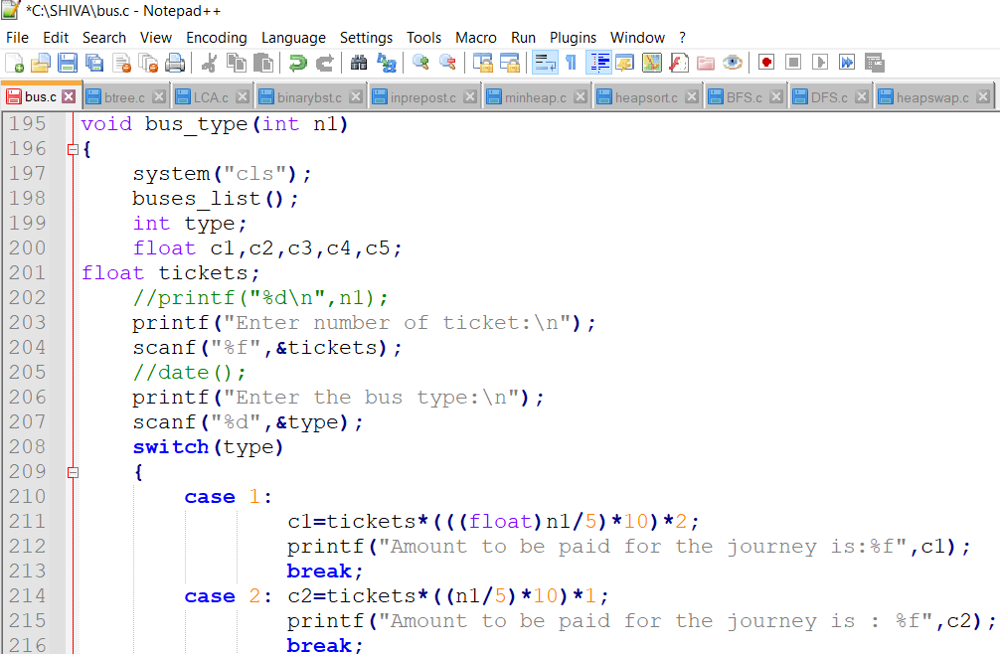 *C:\SHIVA\bus.c - Notepad++
File Edit Search View Encoding Language Settings Tools Macro Run Plugins Window ?
bus.c btree.c LCA.c binarybst.c inprepost.c minheap.c heapsort.c BFS.c DFS.c heapswap.c
195 void bus_type(int n1)
196 {
197 system("cls");
198 buses_list();
199 int type;
200 float c1,c2,c3,c4,c5;
201 float tickets;
202 //printf("%d\n",n1);
203 printf("Enter number of ticket:\n");
204 scanf("%f",&tickets);
205 //date();
206 printf("Enter the bus type:\n");
207 scanf("%d",&type);
208 switch(type)
209 {
210 case 1:
211 c1=tickets*(((float)n1/5)*10)*2;
212 printf("Amount to be paid for the journey is:%f",c1);
213 break;
214 case 2: c2=tickets*((n1/5)*10)*1;
215 printf("Amount to be paid for the journey is : %f",c2);
216 break;